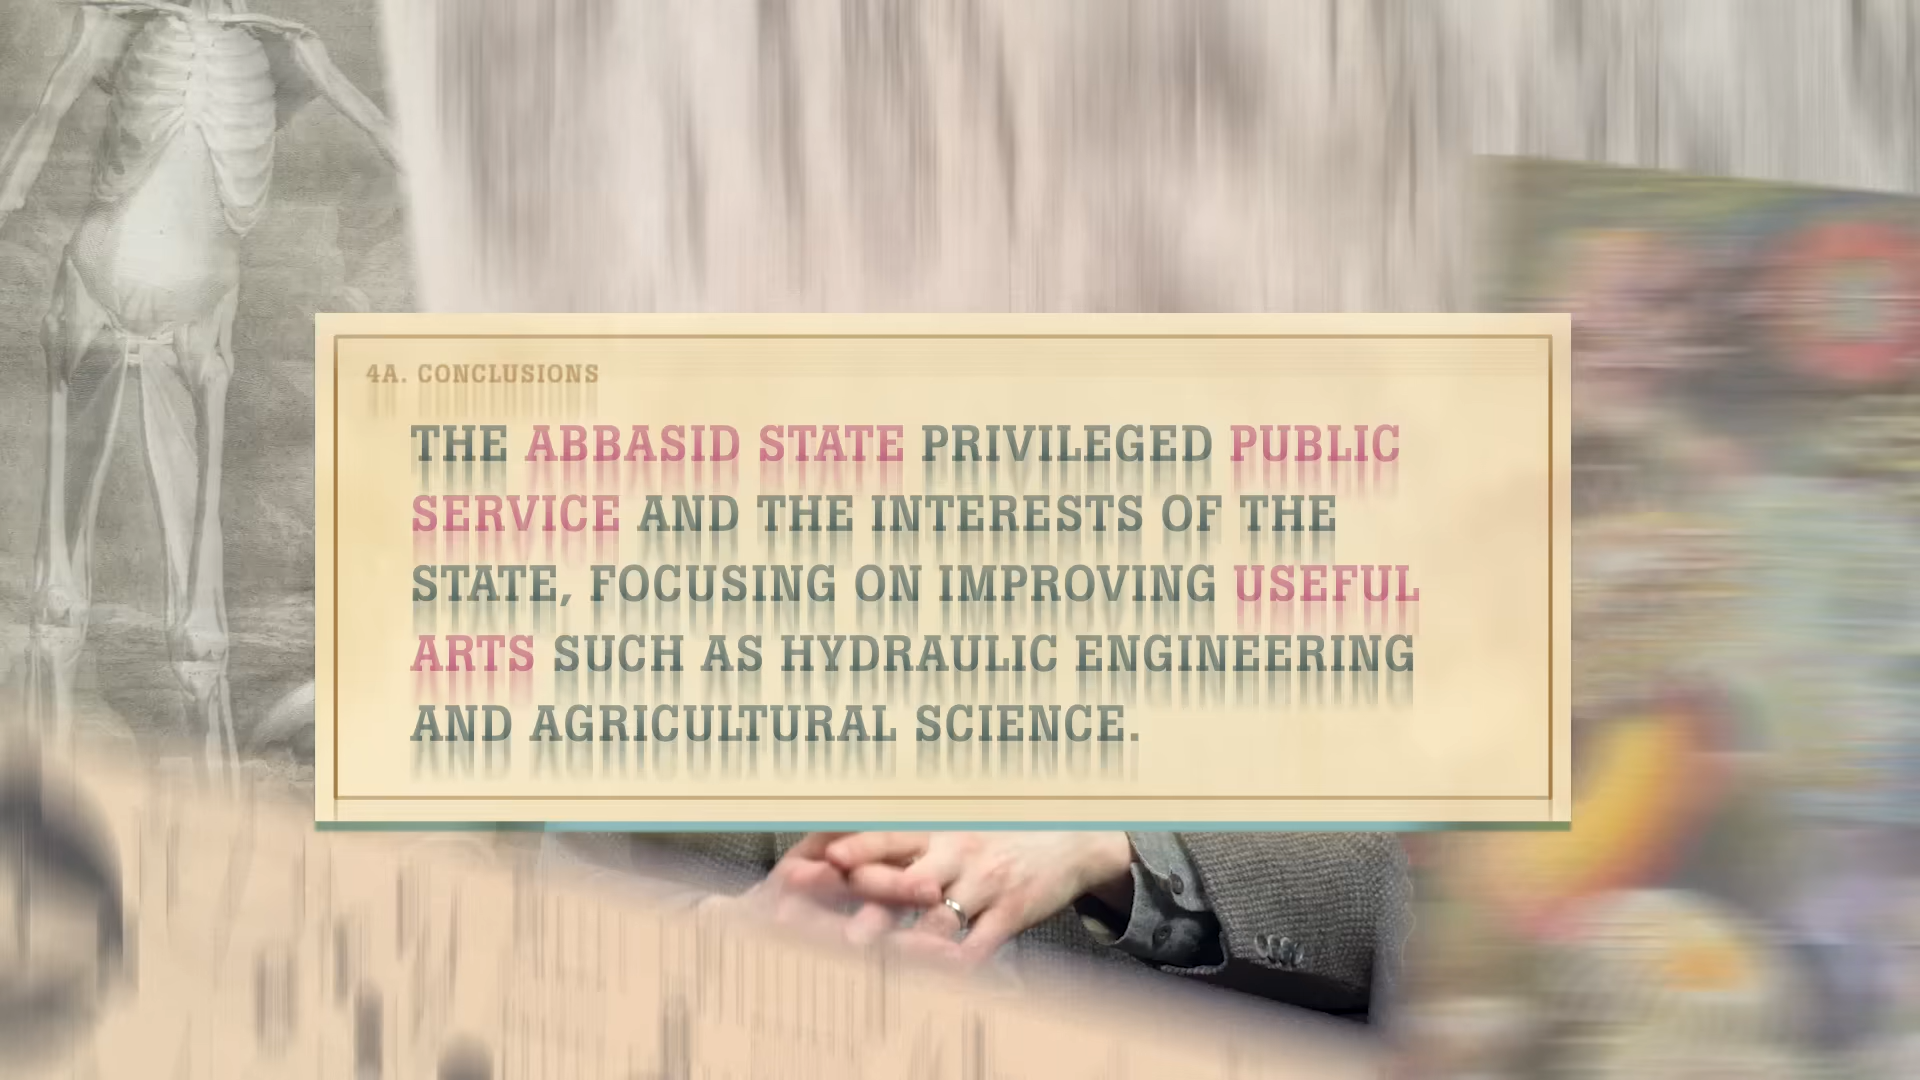 4A. CONCLUSIONS
THE ABBASID STATE PRIVILEGED PUBLIC
SERVICE AND THE INTERESTS OF THE
STATE, FOCUSING ON IMPROVING USEFUL
ARTS SUCH AS HYDRAULIC ENGINEERING
AND AGRICULTURAL SCIENCE.